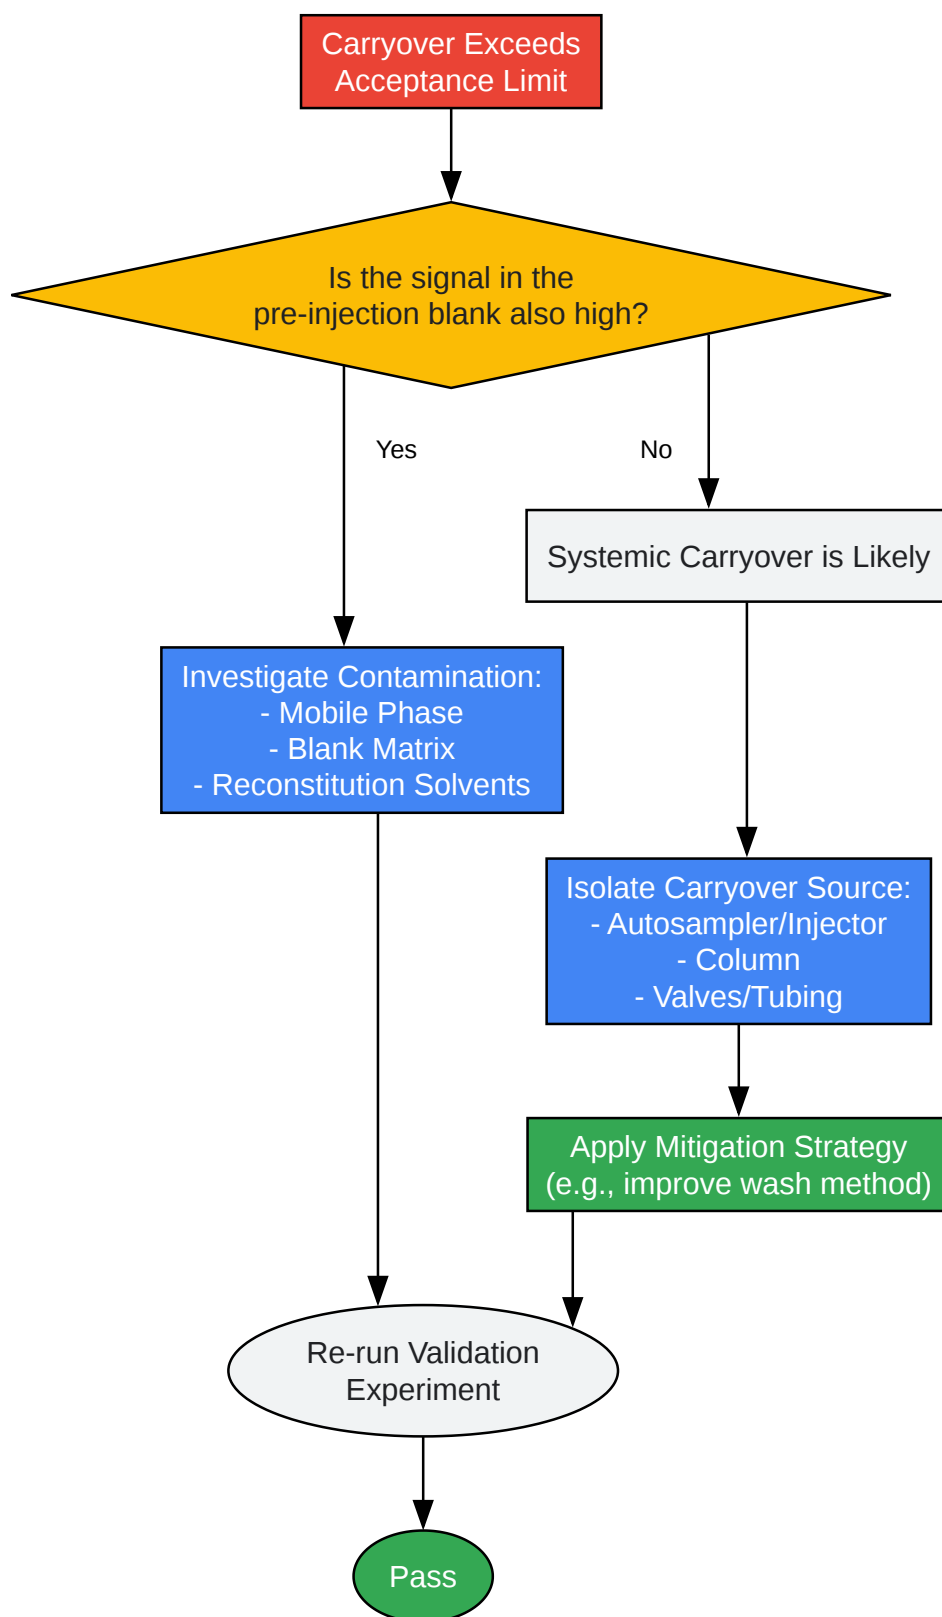 Carryover Exceeds
Acceptance Limit
Is the signal in the
pre-injection blank also high?
Yes
No
Systemic Carryover is Likely
Investigate Contamination:
- Mobile Phase
- Blank Matrix
- Reconstitution Solvents
Isolate Carryover Source:
- Autosampler/Injector
- Column
- Valves/Tubing
Apply Mitigation Strategy
(e.g., improve wash method)
Re-run Validation
Experiment
Pass